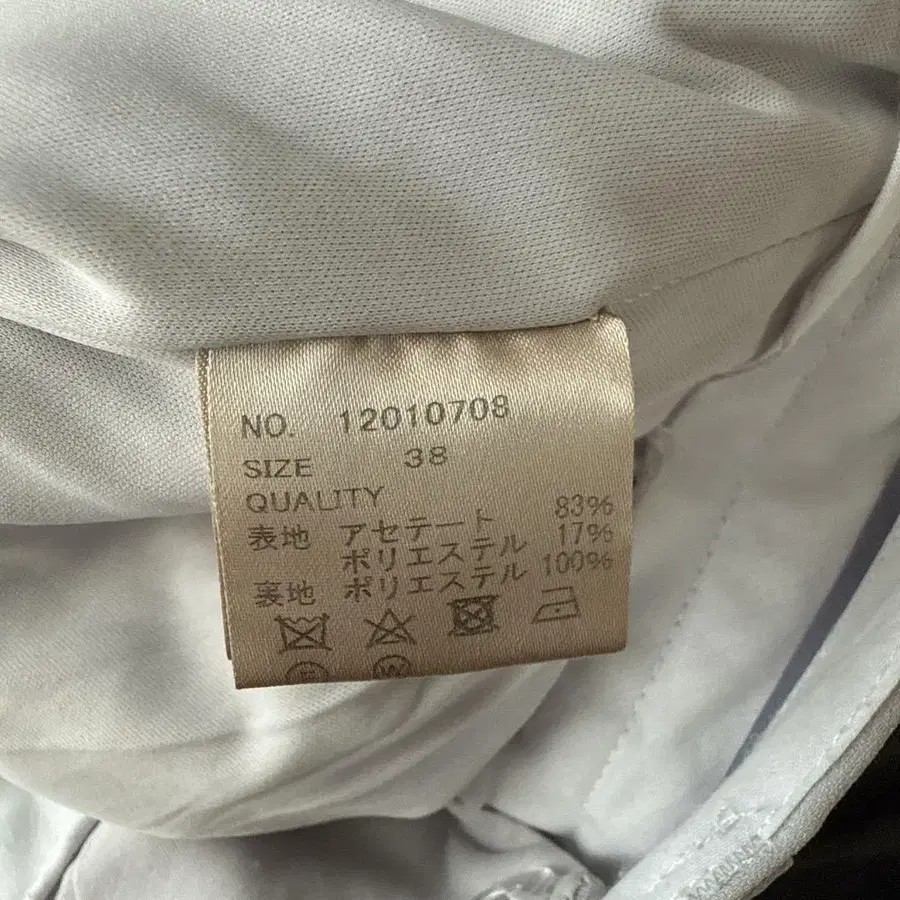 NO. 12010708
SIZE 38
QUALITY
表地 アセテート 83%
ポリエステル 17%
裏地 ポリエステル 100%
W